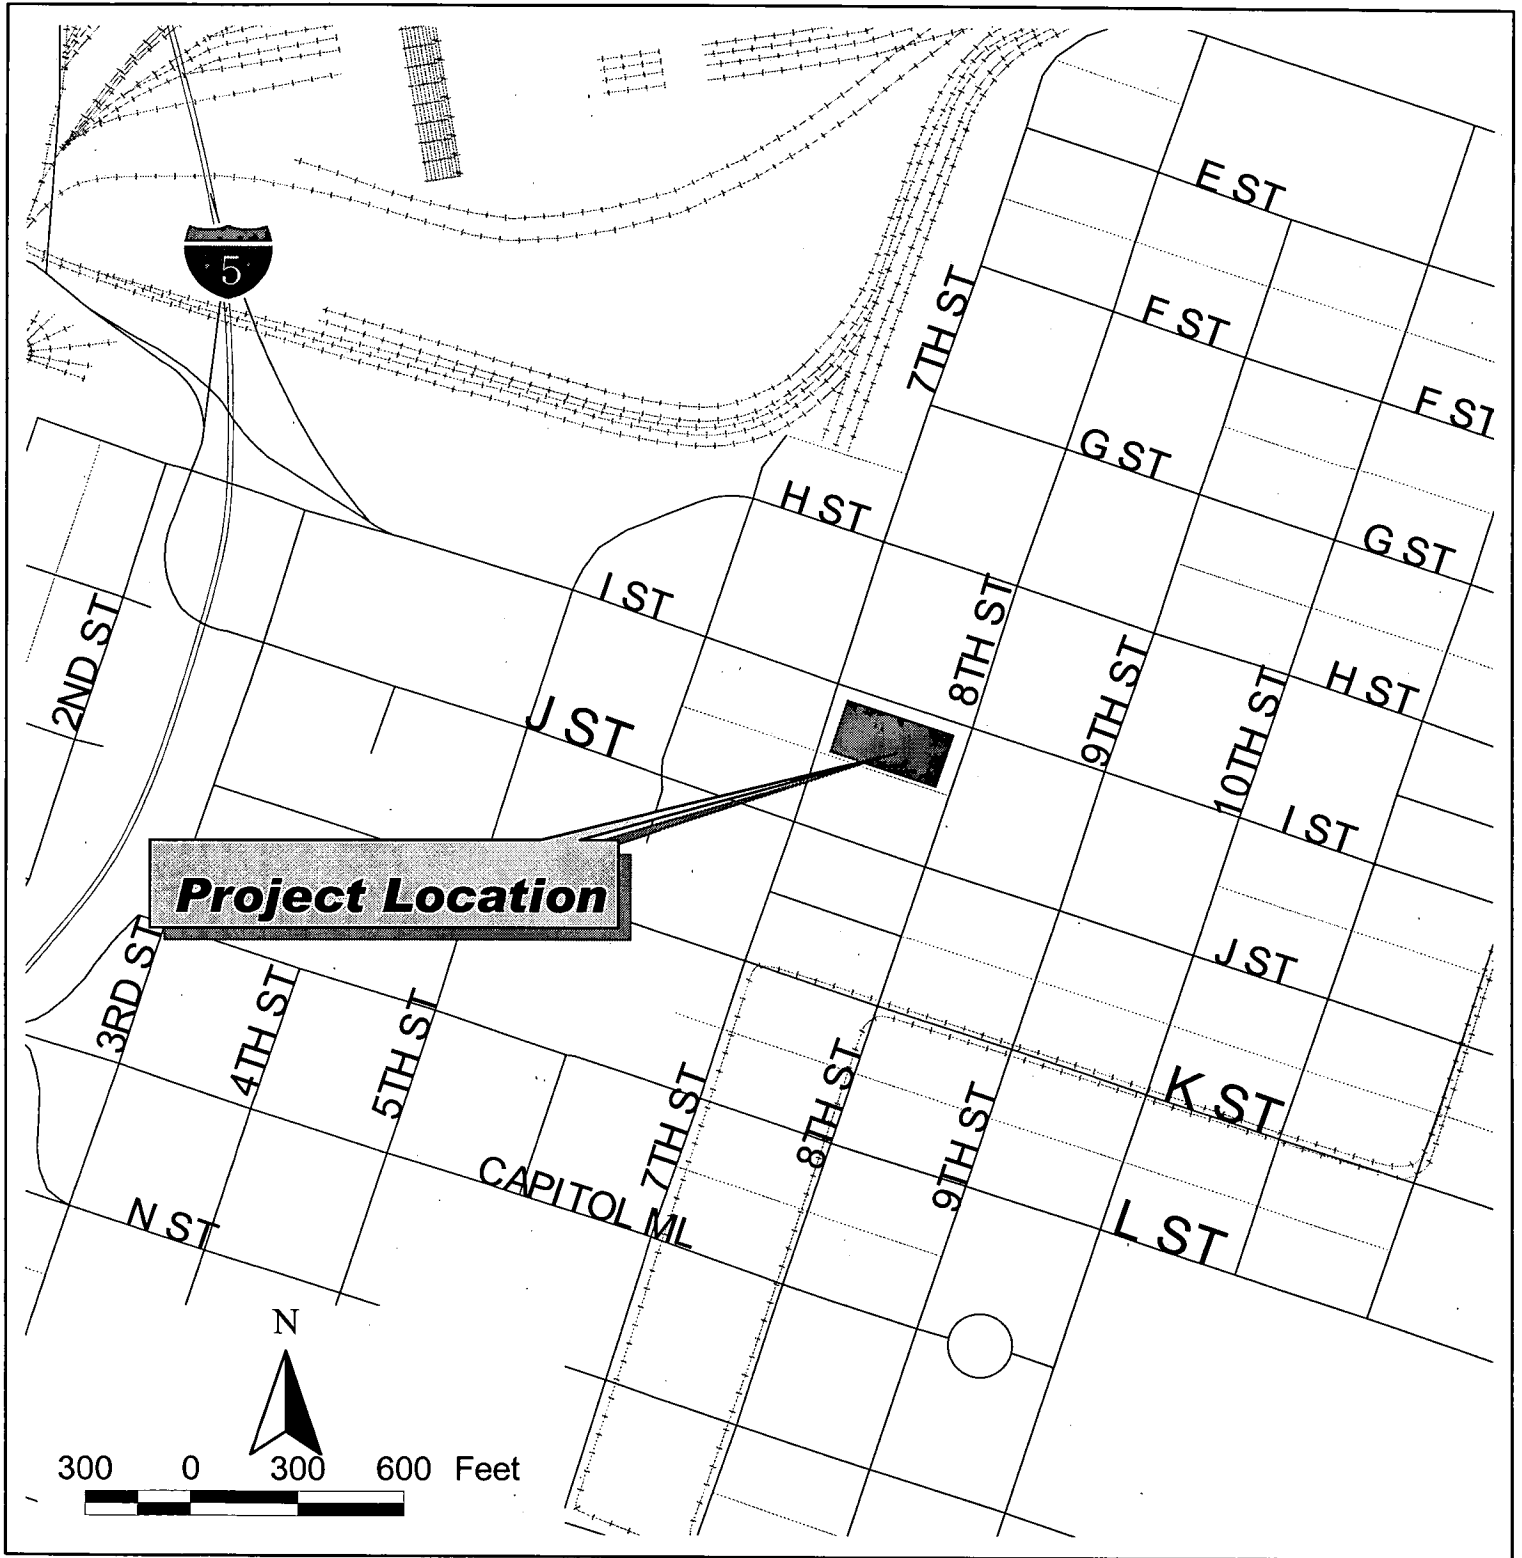 E ST
5
7TH ST
F ST
F ST
G ST
H ST
G ST
I ST
8TH ST
2ND ST
9TH ST
10TH ST
H ST
J ST
I ST
Project Location
3RD ST
J ST
4TH ST
5TH ST
7TH ST
8TH ST
9TH ST
K ST
CAPITOL ML
N ST
L ST
N
300 0 300 600 Feet